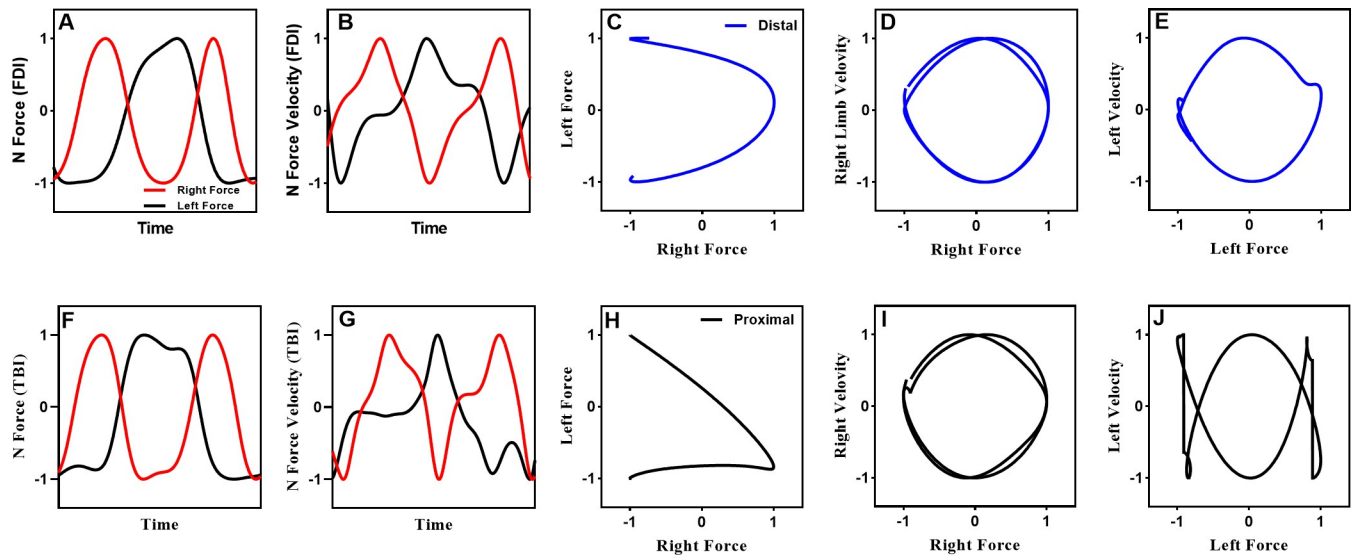 A
N Force (FDI)
1
0
-1
Right Force
Left Force
Time
B
N Force Velocity (FDI)
1
0
-1
Time
C
Distal
Left Force
1
0
-1
-1 0 1
Right Force
D
Right Limb Velovity
1
0
-1
-1 0 1
Right Force
E
Left Velocity
1
0
-1
-1 0 1
Left Force
F
N Force (TBI)
1
0
-1
Time
G
N Force Velocity (TBI)
1
0
-1
Time
H
Proximal
Left Force
1
0
-1
-1 0 1
Right Force
I
Right Velovity
1
0
-1
-1 0 1
Right Force
J
Left Velocity
1
0
-1
-1 0 1
Left Force